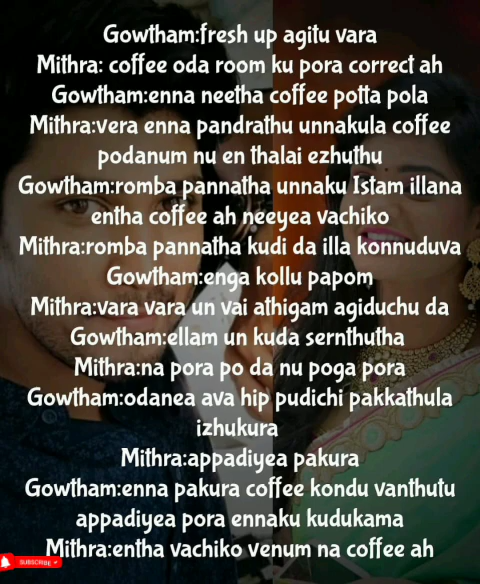 Gowtham:fresh up agitu vara
Mithra: coffee oda room ku pora correct ah
Gowtham:enna neetha coffee potta pola
Mithra:vera enna pandrathu unnakula coffee
podanum nu en thalai ezhuthu
Gowtham:romba pannatha unnaku Istam illana
entha coffee ah neeyea vachiko
Mithra:romba pannatha kudi da illa konnuduva
Gowtham:enga kollu papom
Mithra:vara vara un vai athigam agiduchu da
Gowtham:ellam un kuda sernthutha
Mithra:na pora po da nu poga pora
Gowtham:odanea ava hip pudichi pakkathula
izhukura
Mithra:appadiyea pakura
Gowtham:enna pakura coffee kondu vanthutu
appadiyea pora ennaku kudukama
Mithra:entha vachiko venum na coffee ah
SUBSCRIBE